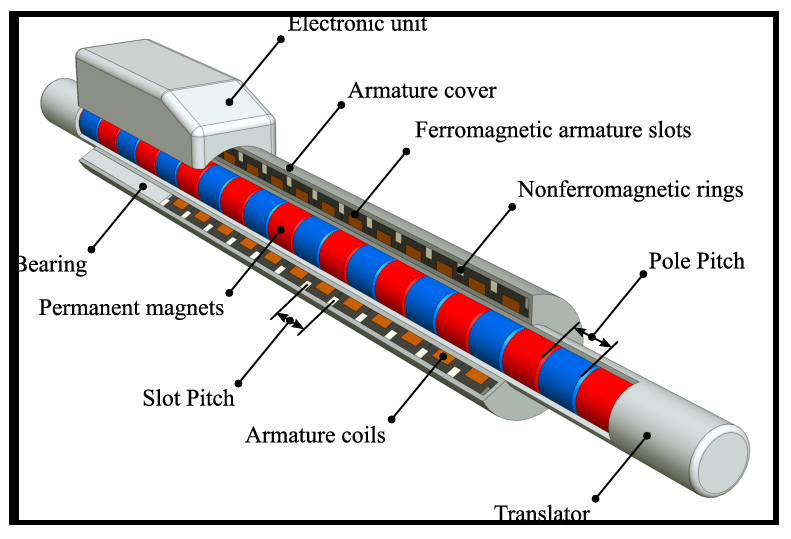 Electronic unit
Armature cover
Ferromagnetic armature slots
Nonferromagnetic rings
Pole Pitch
Bearing
Permanent magnets
Slot Pitch
Armature coils
Translator